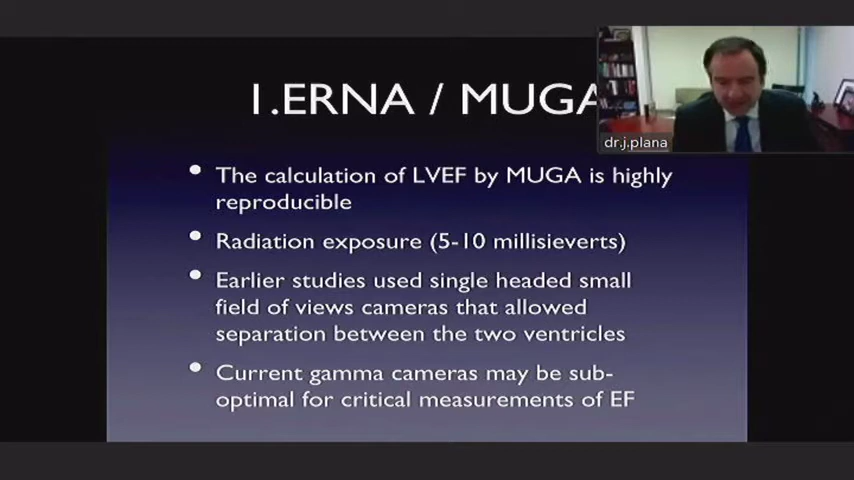 1.ERNA / MUGA
dr.j.plana
• The calculation of LVEF by MUGA is highly
reproducible
• Radiation exposure (5-10 millisieverts)
• Earlier studies used single headed small
field of views cameras that allowed
separation between the two ventricles
• Current gamma cameras may be sub-
optimal for critical measurements of EF